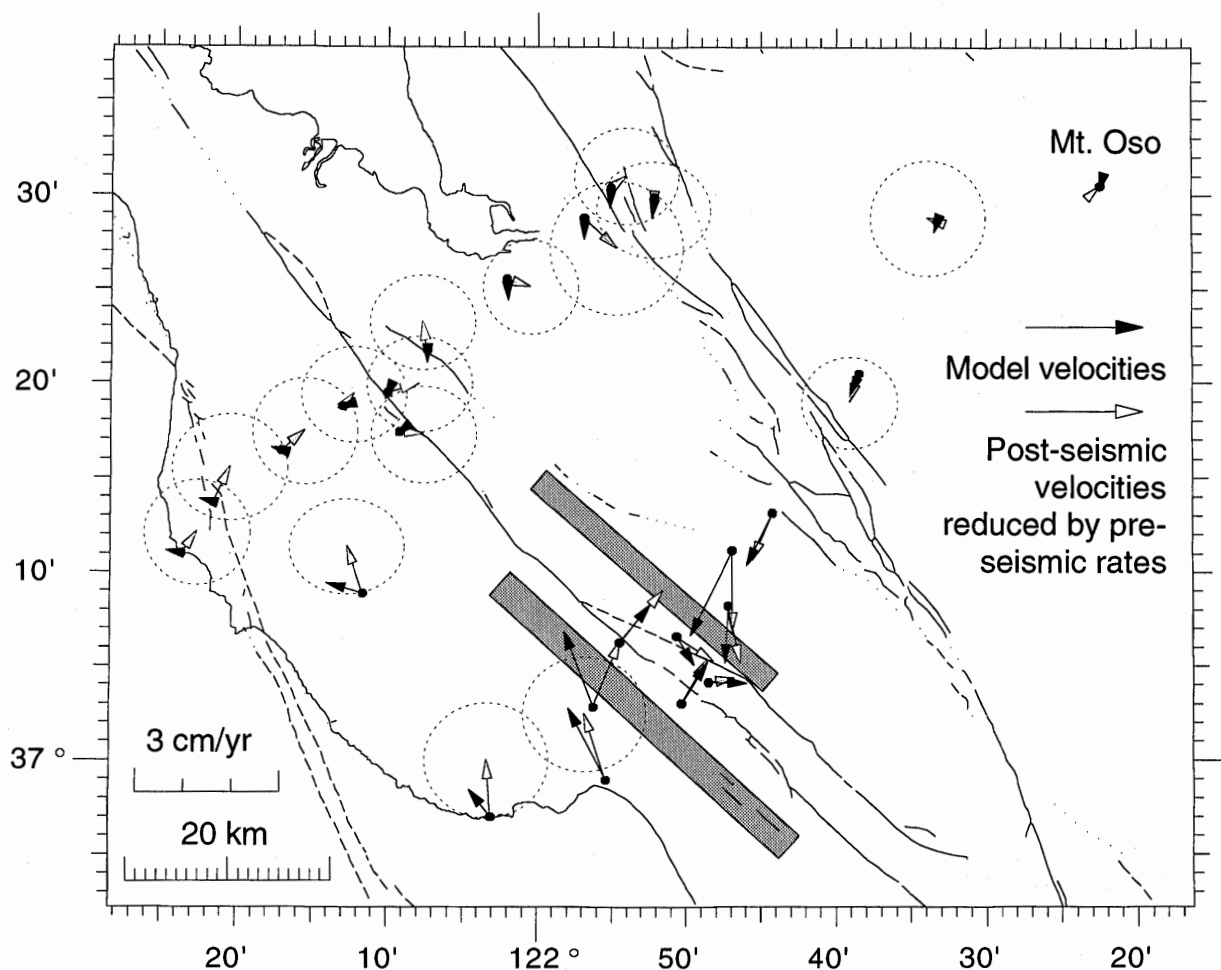 Mt. Oso
30'
Model velocities
20'
Post-seismic
velocities
reduced by pre-
seismic rates
10'
3 cm/yr
37 °
20 km
20'
10'
122 °
50'
40'
30'
20'